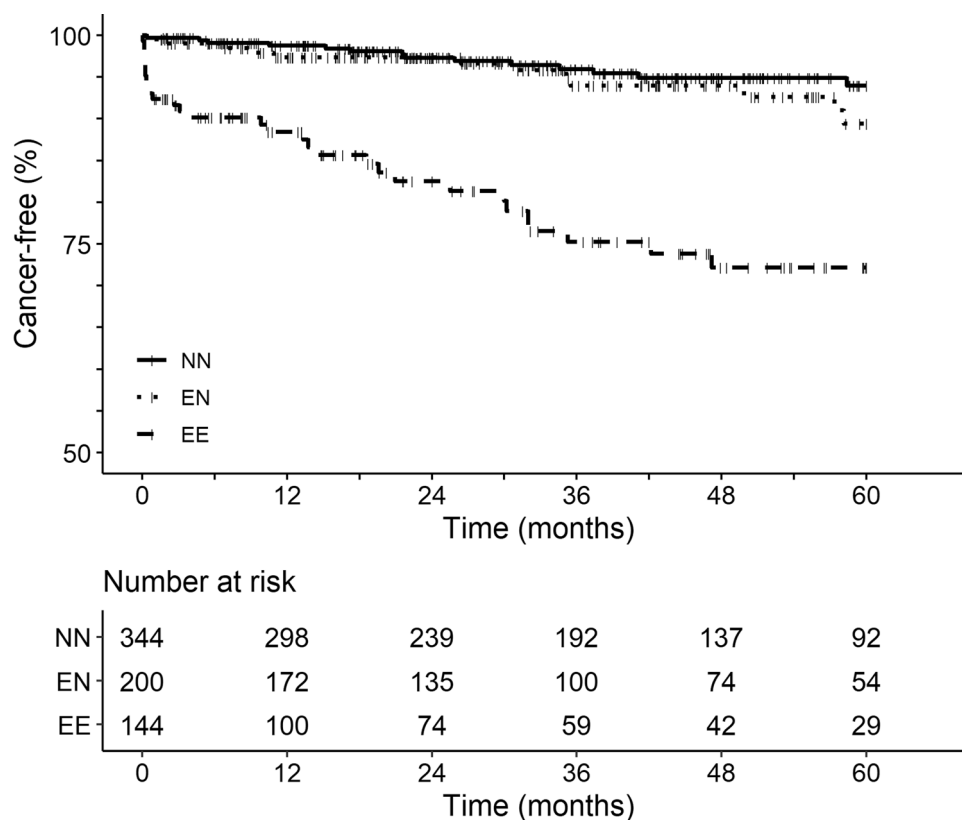 Cancer-free (%)
100
75
50
NN
EN
EE
0 12 24 36 48 60
Time (months)
Number at risk
NN 344 298 239 192 137 92
EN 200 172 135 100 74 54
EE 144 100 74 59 42 29
0 12 24 36 48 60
Time (months)